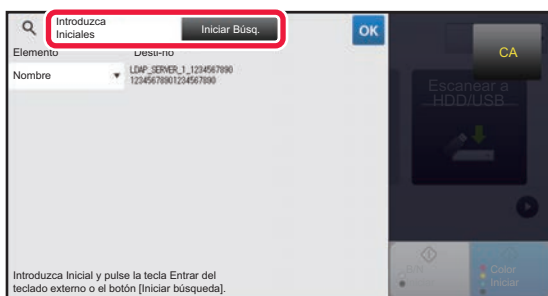 Introduzca
Iniciales
Iniciar Búsq.
OK
CA
Elemento
Desti-no
Nombre
LDAP_SERVER_1_1234567890
12345678901234567890
Escanear a
HDD/USB
Introduzca Inicial y pulse la tecla Entrar del
teclado externo o el botón [Iniciar búsqueda].
B/N
Color
Iniciar